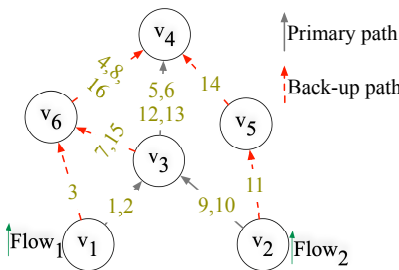 v4
Primary path
4,8,
16
5,6
14
Back-up path
v6
12,13
v5
7,15
v3
3
1,2
9,10
11
Flow1
v1
v2
Flow2